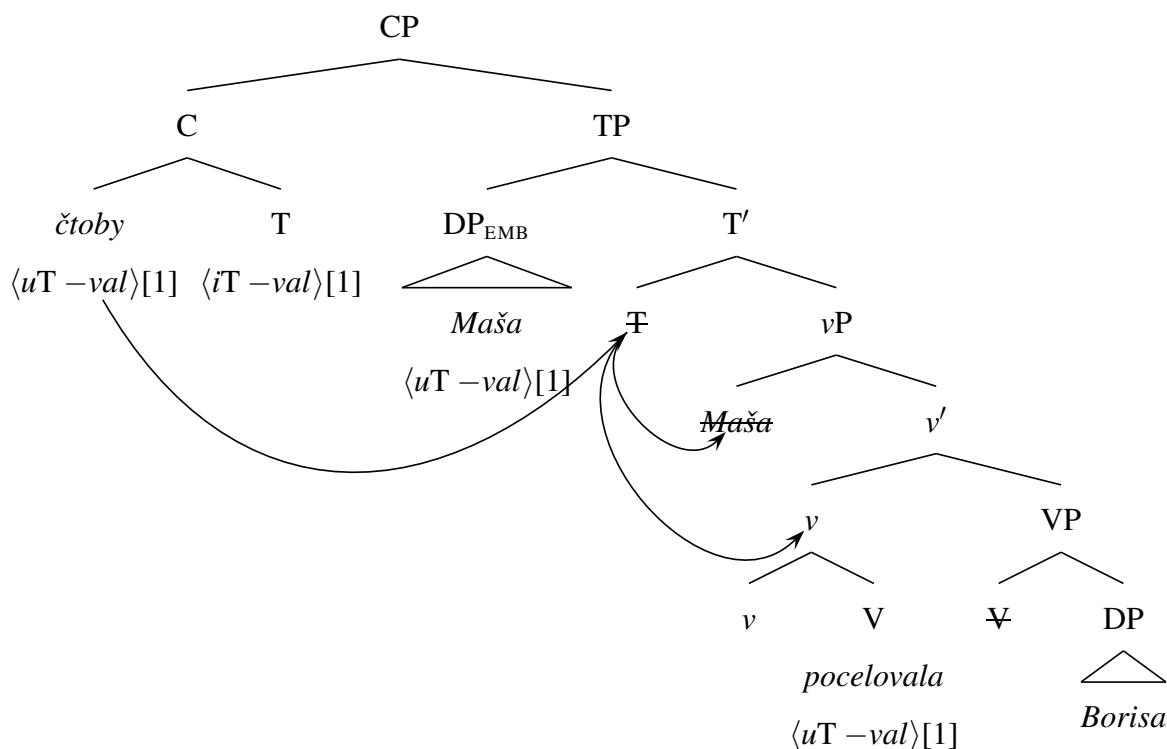 CP
C TP
čtoby T DP_EMB T′
⟨uT −val⟩[1] ⟨iT −val⟩[1]
Maša T vP
⟨uT −val⟩[1]
Maša v′
v VP
v V V DP
pocelovala
Borisa
⟨uT −val⟩[1]